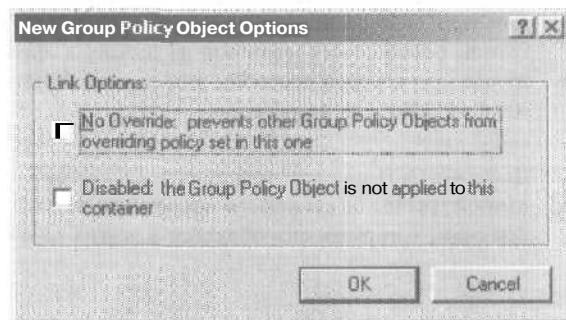 New Group Policy Object Options
Link Options:
No Override: prevents other Group Policy Objects from
overriding policy set in this one
Disabled: the Group Policy Object is not applied to this
container
OK
Cancel